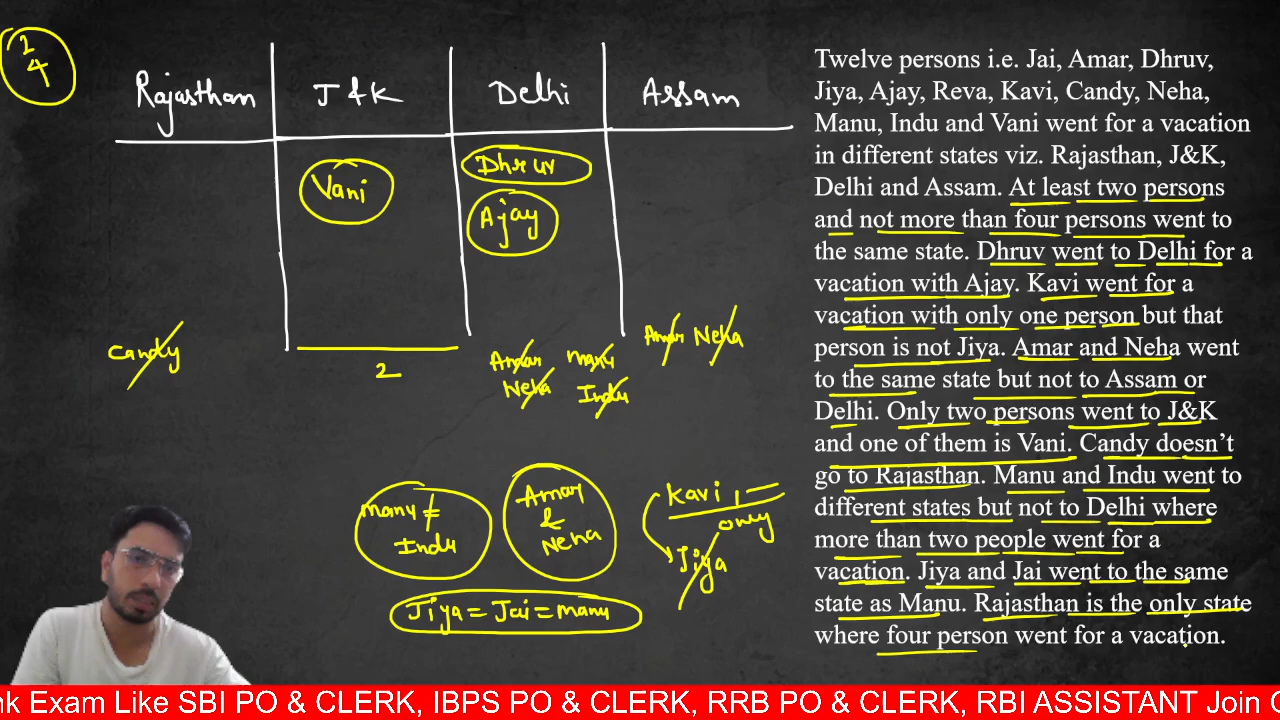 2
4
Rajasthan J&K Delhi Assam
Vani
Dhruv
Ajay
Candy
2
Amar Manu
Neha Indu
Amar Neha
Manu ≠
Indu
Amar
&
Neha
Kavi 1
only
Jiya
Jiya = Jai = Manu
Twelve persons i.e. Jai, Amar, Dhruv,
Jiya, Ajay, Reva, Kavi, Candy, Neha,
Manu, Indu and Vani went for a vacation
in different states viz. Rajasthan, J&K,
Delhi and Assam. At least two persons
and not more than four persons went to
the same state. Dhruv went to Delhi for a
vacation with Ajay. Kavi went for a
vacation with only one person but that
person is not Jiya. Amar and Neha went
to the same state but not to Assam or
Delhi. Only two persons went to J&K
and one of them is Vani. Candy doesn’t
go to Rajasthan. Manu and Indu went to
different states but not to Delhi where
more than two people went for a
vacation. Jiya and Jai went to the same
state as Manu. Rajasthan is the only state
where four person went for a vacation.
nk Exam Like SBI PO & CLERK, IBPS PO & CLERK, RRB PO & CLERK, RBI ASSISTANT Join